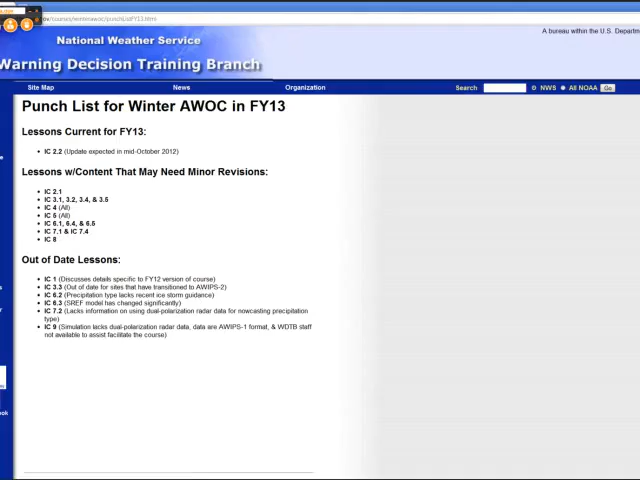 .gov/courses/winterawoc/punchListFY13.html
A bureau within the U.S. Departm
National Weather Service
Warning Decision Training Branch
Site Map News Organization Search NWS All NOAA Go
Punch List for Winter AWOC in FY13
Lessons Current for FY13:
• IC 2.2 (Update expected in mid-October 2012)
Lessons w/Content That May Need Minor Revisions:
• IC 2.1
• IC 3.1, 3.2, 3.4, & 3.5
• IC 4 (All)
• IC 5 (All)
• IC 6.1, 6.4, & 6.5
• IC 7.1 & IC 7.4
• IC 8
Out of Date Lessons:
• IC 1 (Discusses details specific to FY12 version of course)
• IC 3.3 (Out of date for sites that have transitioned to AWIPS-2)
• IC 6.2 (Precipitation type lacks recent ice storm guidance)
• IC 6.3 (SREF model has changed significantly)
• IC 7.2 (Lacks information on using dual-polarization radar data for nowcasting precipitation
type)
• IC 9 (Simulation lacks dual-polarization radar data, data are AWIPS-1 format, & WDTB staff
not available to assist facilitate the course)
ook